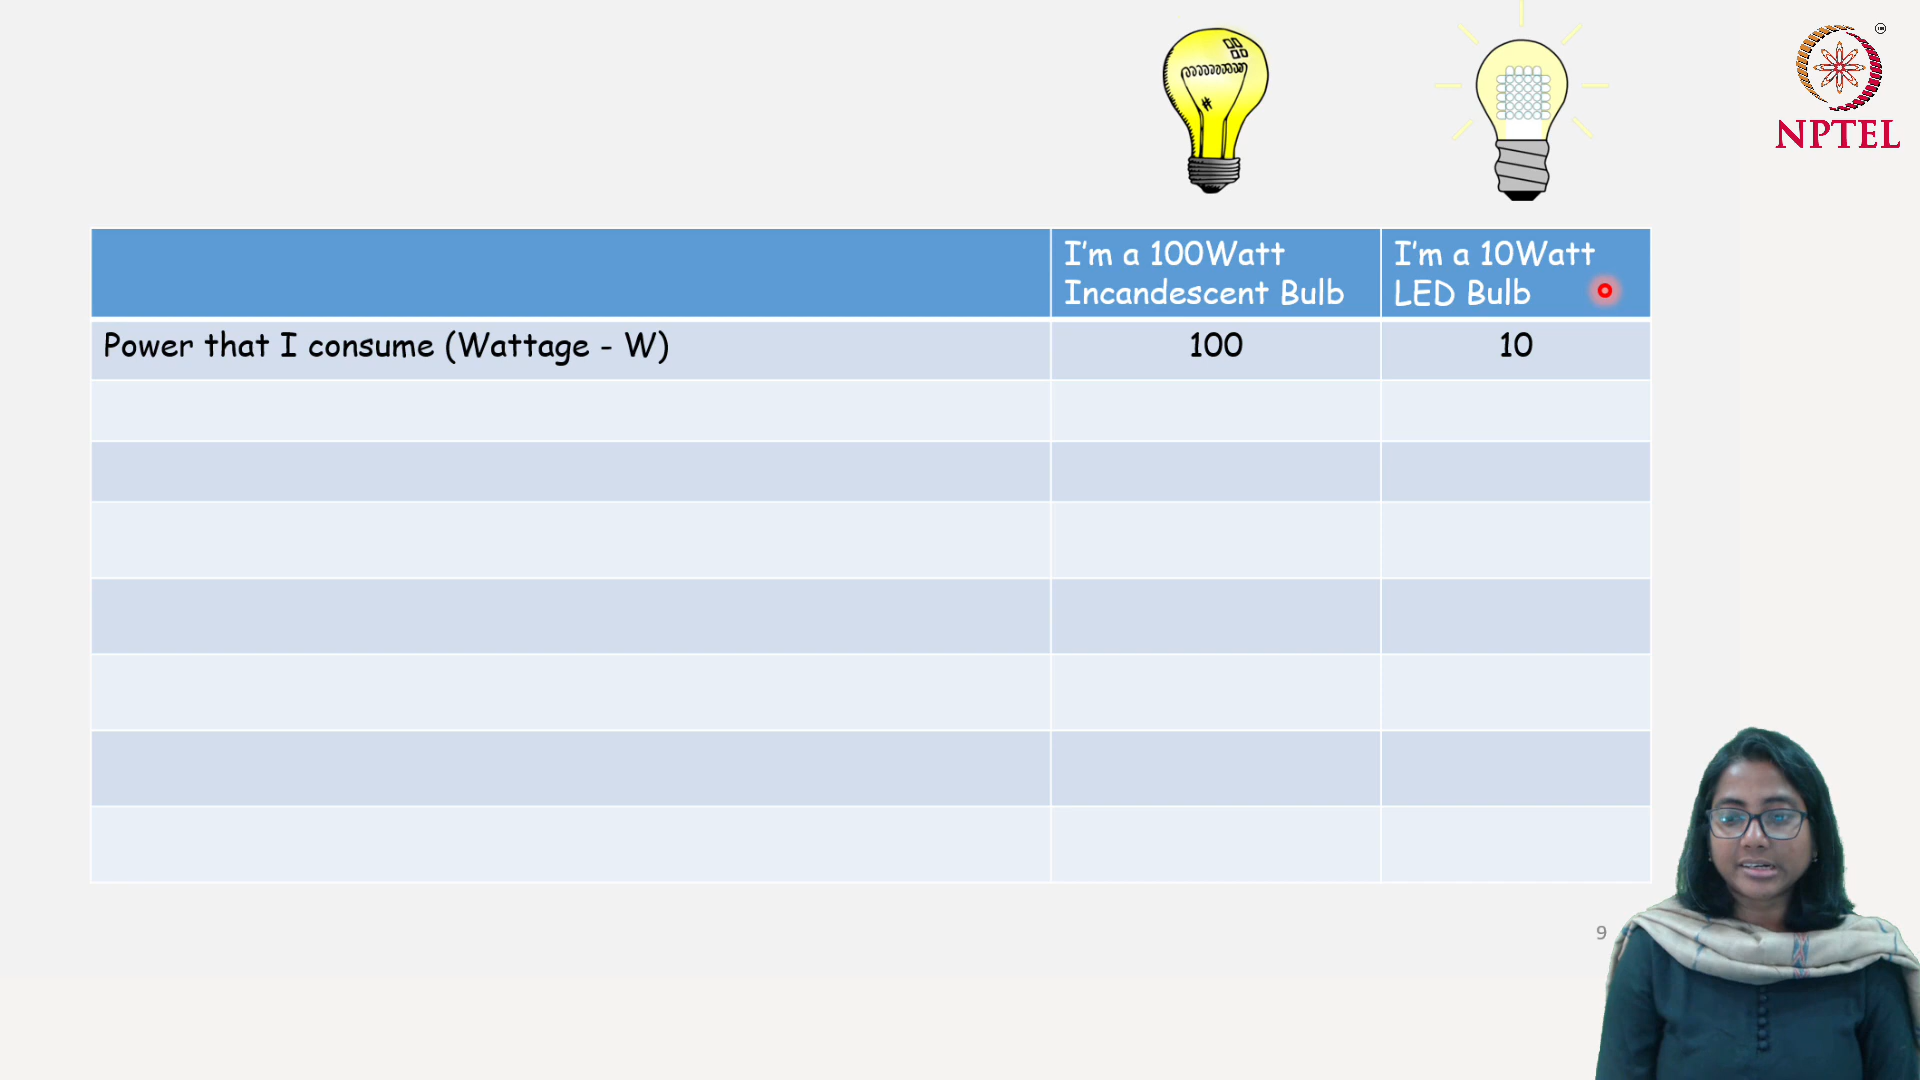 NPTEL
I'm a 100Watt
Incandescent Bulb
I'm a 10Watt
LED Bulb
Power that I consume (Wattage - W)
100
10
9